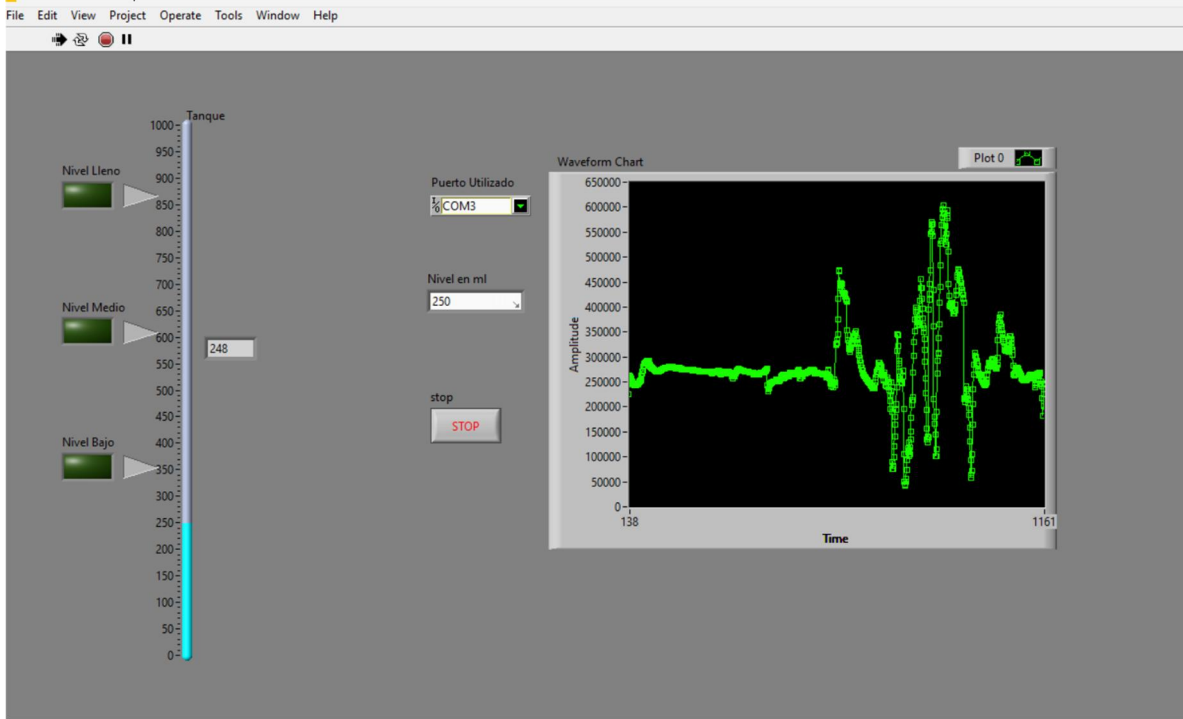 File Edit View Project Operate Tools Window Help
Tanque
1000
950
900
850
800
750
700
650
600
550
500
450
400
350
300
250
200
150
100
50
0
Nivel Lleno
Nivel Medio
Nivel Bajo
248
Puerto Utilizado
COM3
Nivel en ml
250
stop
STOP
Waveform Chart
Plot 0
Amplitude
650000
600000
550000
500000
450000
400000
350000
300000
250000
200000
150000
100000
50000
0
138
1161
Time